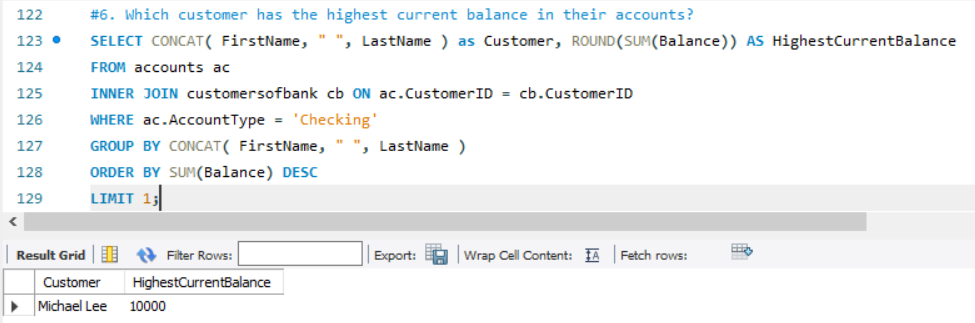 122 #6. Which customer has the highest current balance in their accounts?
123 SELECT CONCAT( FirstName, " ", LastName ) as Customer, ROUND(SUM(Balance)) AS HighestCurrentBalance
124 FROM accounts ac
125 INNER JOIN customersofbank cb ON ac.CustomerID = cb.CustomerID
126 WHERE ac.AccountType = 'Checking'
127 GROUP BY CONCAT( FirstName, " ", LastName )
128 ORDER BY SUM(Balance) DESC
129 LIMIT 1;
Result Grid Filter Rows: Export: Wrap Cell Content: Fetch rows:
Customer HighestCurrentBalance
Michael Lee 10000